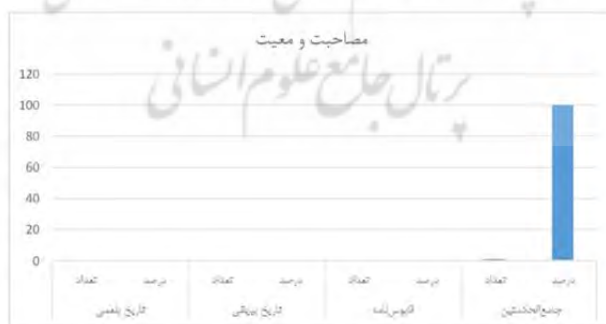 مصاحبت و معیت
پرتال جامع علوم انسانی
120
100
80
60
40
20
0
درصد تعداد درصد تعداد درصد تعداد درصد تعداد
جامع‌الحکمتین قابوس‌نامه تاریخ بیهقی تاریخ بلعمی